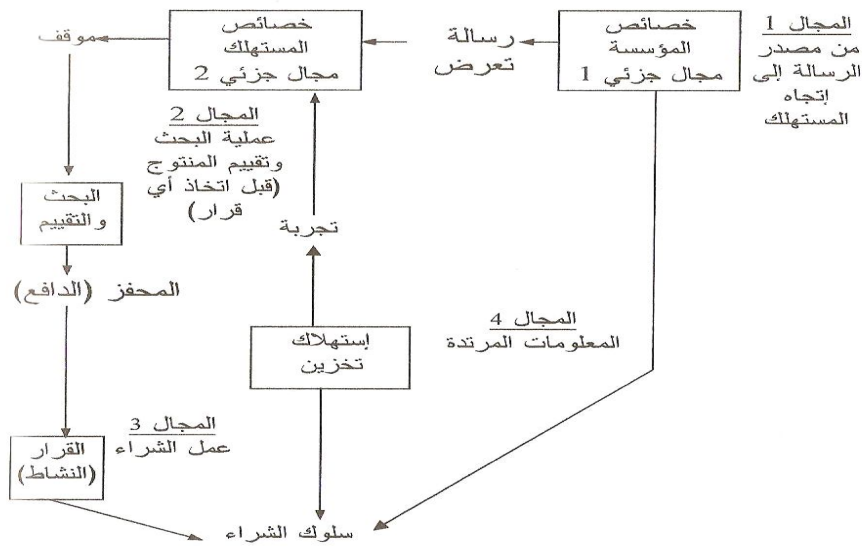 المجال 1
من مصدر
الرسالة إلى
إتجاه
المستهلك
خصائص
المؤسسة
مجال جزئي 1
رسالة
تعرض
خصائص
المستهلك
مجال جزئي 2
موقف
المجال 2
عملية البحث
وتقييم المنتوج
(قبل اتخاذ أي
قرار)
البحث
والتقييم
تجربة
المحفز (الدافع)
المجال 4
المعلومات المرتدة
إستهلاك
تخزين
المجال 3
عمل الشراء
القرار
(النشاط)
سلوك الشراء